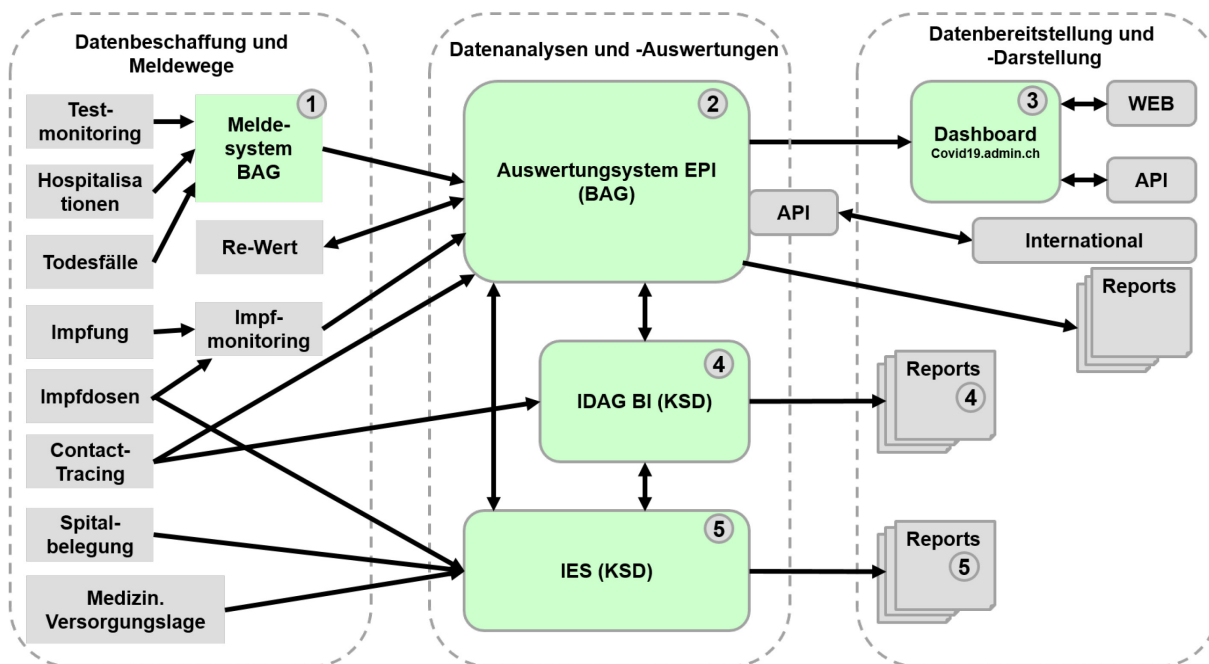 Datenbeschaffung und
Meldewege
Test-
monitoring
Hospitalisa
tionen
Todesfälle
Impfung
Impfdosen
Contact-
Tracing
Spital-
belegung
Medizin.
Versorgungslage
1
Melde-
system
BAG
Re-Wert
Impf-
monitoring
Datenanalysen und -Auswertungen
2
Auswertungsystem EPI
(BAG)
API
4
IDAG BI (KSD)
5
IES (KSD)
Datenbereitstellung und
-Darstellung
3
Dashboard
Covid19.admin.ch
WEB
API
International
Reports
Reports
4
Reports
5